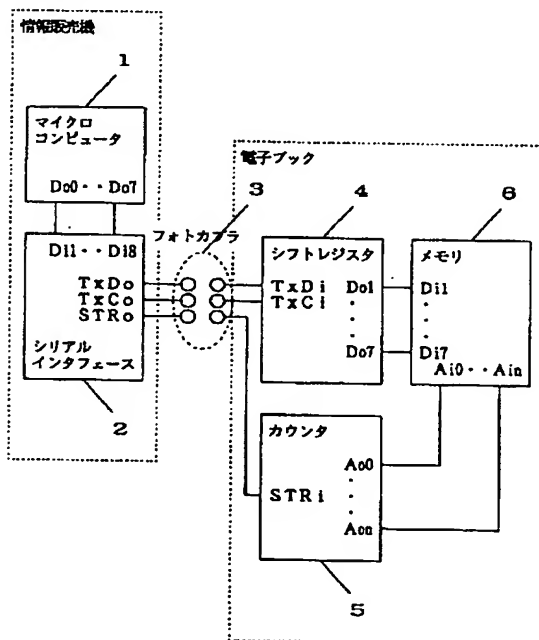 情報販売機
1
マイクロ
コンピュータ
Do0・・Do7
Di1・・Di8
TxDo
TxCo
STRo
シリアル
インタフェース
2
フォトカプラ
3
電子ブック
4
シフトレジスタ
TxDi Do1
TxCi
・
・
・
Do7
6
メモリ
Di1
・
・
・
Di7
Ai0・・Ain
カウンタ
Ao0
・
STRi
・
・
Aon
5